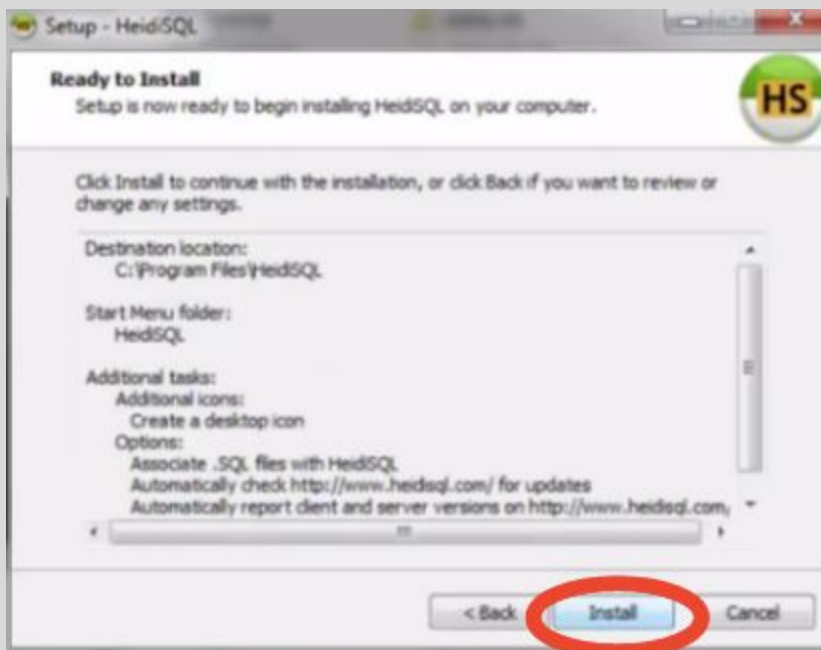 Setup - HeidiSQL
Ready to Install
Setup is now ready to begin installing HeidiSQL on your computer.
HS
Click Install to continue with the installation, or click Back if you want to review or
change any settings.
Destination location:
C:\Program Files\HeidiSQL
Start Menu folder:
HeidiSQL
Additional tasks:
Additional icons:
Create a desktop icon
Options:
Associate .SQL files with HeidiSQL
Automatically check http://www.heidisql.com/ for updates
Automatically report client and server versions on http://www.heidisql.com,
< Back Install Cancel